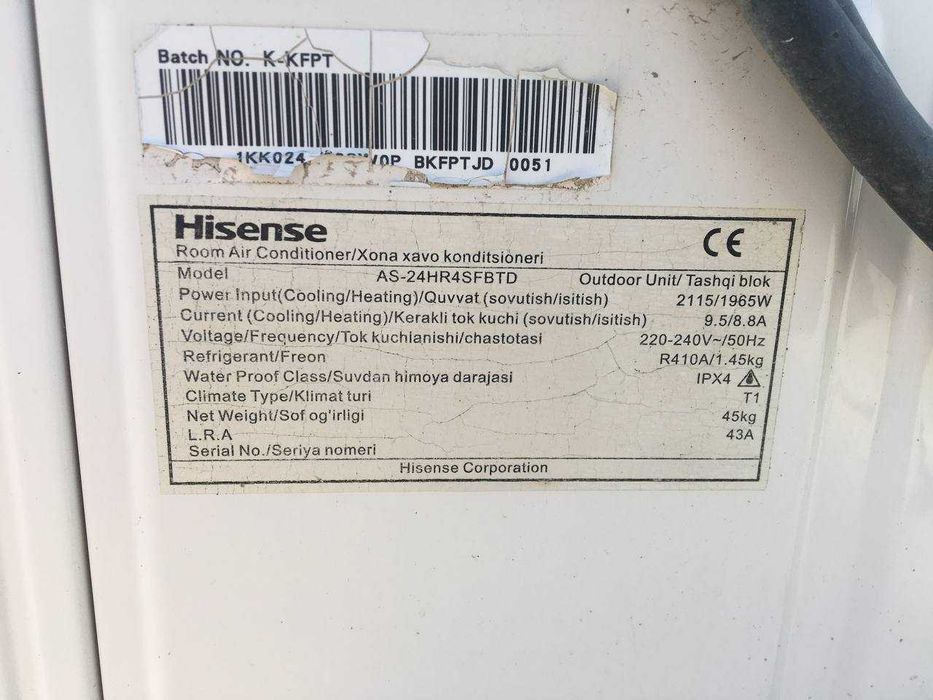 Batch NO. K-KFPT
1KK024 BKFPTJD 0051
Hisense
CE
Room Air Conditioner/Xona xavo konditsioneri
Model AS-24HR4SFBTD Outdoor Unit/ Tashqi blok
Power Input(Cooling/Heating)/Quvvat (sovutish/isitish) 2115/1965W
Current (Cooling/Heating)/Kerakli tok kuchi (sovutish/isitish) 9.5/8.8A
Voltage/Frequency/Tok kuchlanishi/chastotasi 220-240V~/50Hz
Refrigerant/Freon R410A/1.45kg
Water Proof Class/Suvdan himoya darajasi IPX4
Climate Type/Klimat turi T1
Net Weight/Sof og'irligi 45kg
L.R.A 43A
Serial No./Seriya nomeri
Hisense Corporation